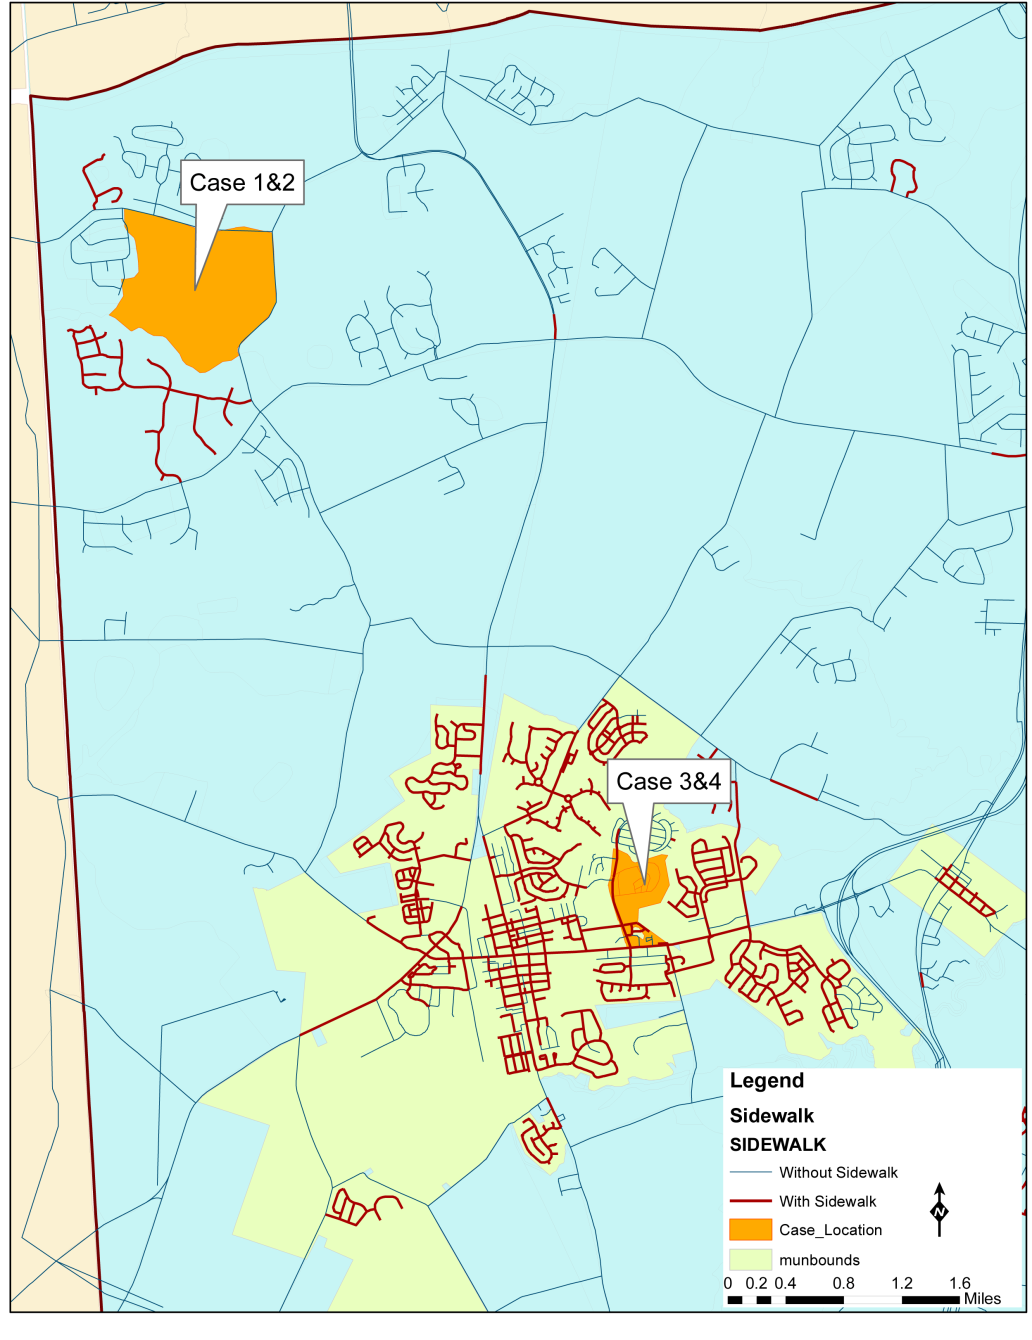 Case 1&2
Case 3&4
Legend
Sidewalk
SIDEWALK
Without Sidewalk
With Sidewalk
Case_Location
munbounds
N
0 0.2 0.4 0.8 1.2 1.6
Miles